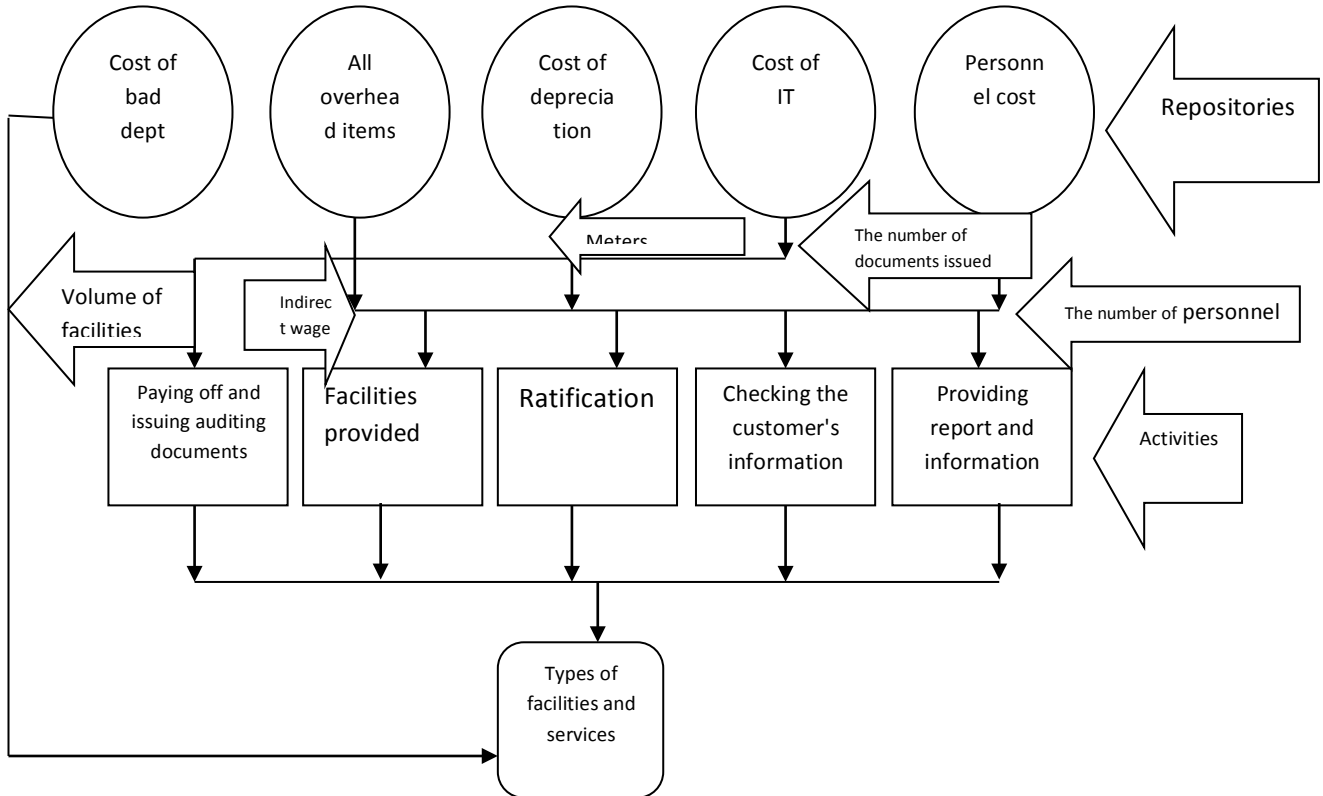 Cost of
bad
dept
All
overhea
d items
Cost of
deprecia
tion
Cost of
IT
Personn
el cost
Repositories
Meters
The number of
documents issued
Volume of
facilities
Indirec
t wage
The number of personnel
Paying off and
issuing auditing
documents
Facilities
provided
Ratification
Checking the
customer's
information
Providing
report and
information
Activities
Types of
facilities and
services